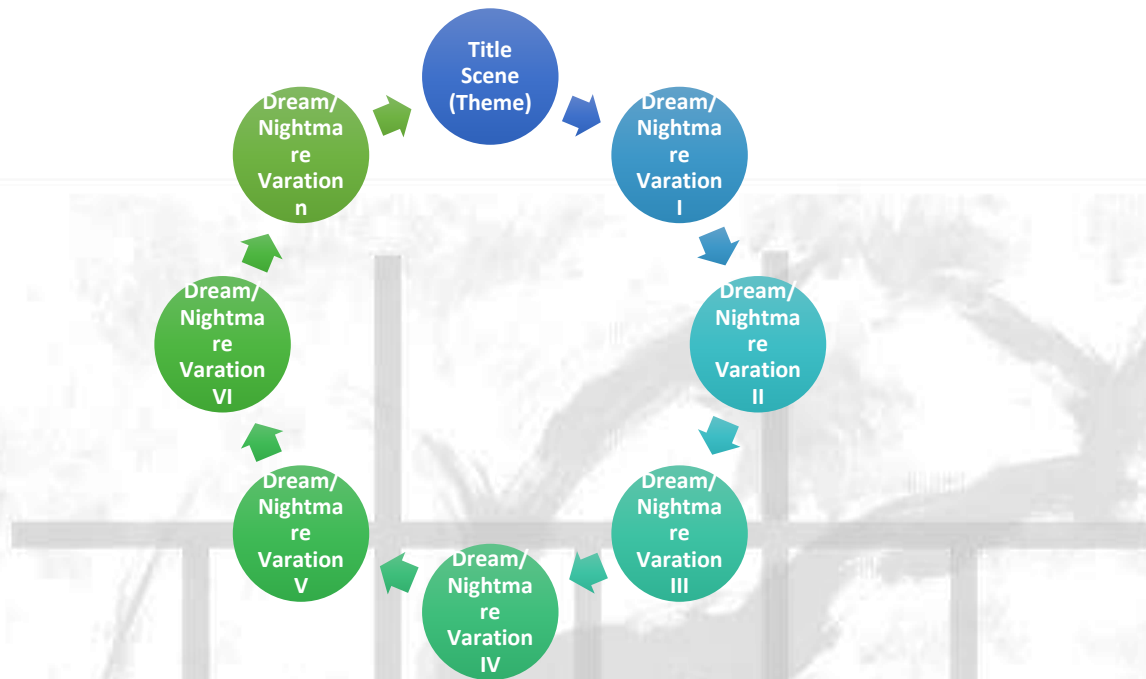 Title
Scene
(Theme)
Dream/
Nightma
re
Varation
I
Dream/
Nightma
re
Varation
II
Dream/
Nightma
re
Varation
III
Dream/
Nightma
re
Varation
IV
Dream/
Nightma
re
Varation
V
Dream/
Nightma
re
Varation
VI
Dream/
Nightma
re
Varation
n